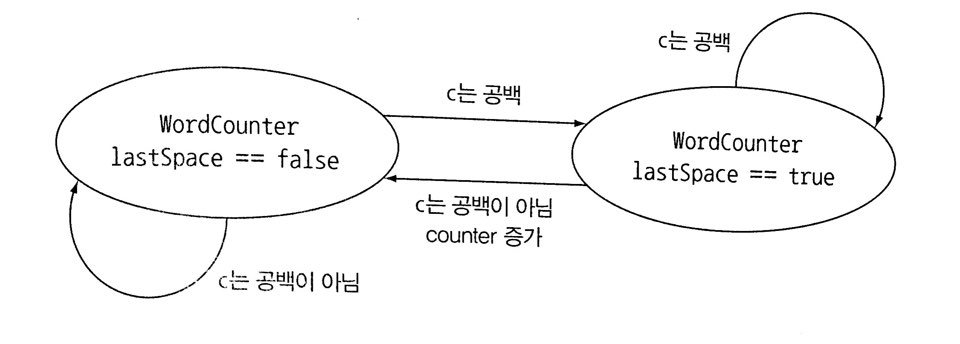 c는 공백
c는 공백
WordCounter
lastSpace == false
WordCounter
lastSpace == true
c는 공백이 아님
counter 증가
c는 공백이 아님